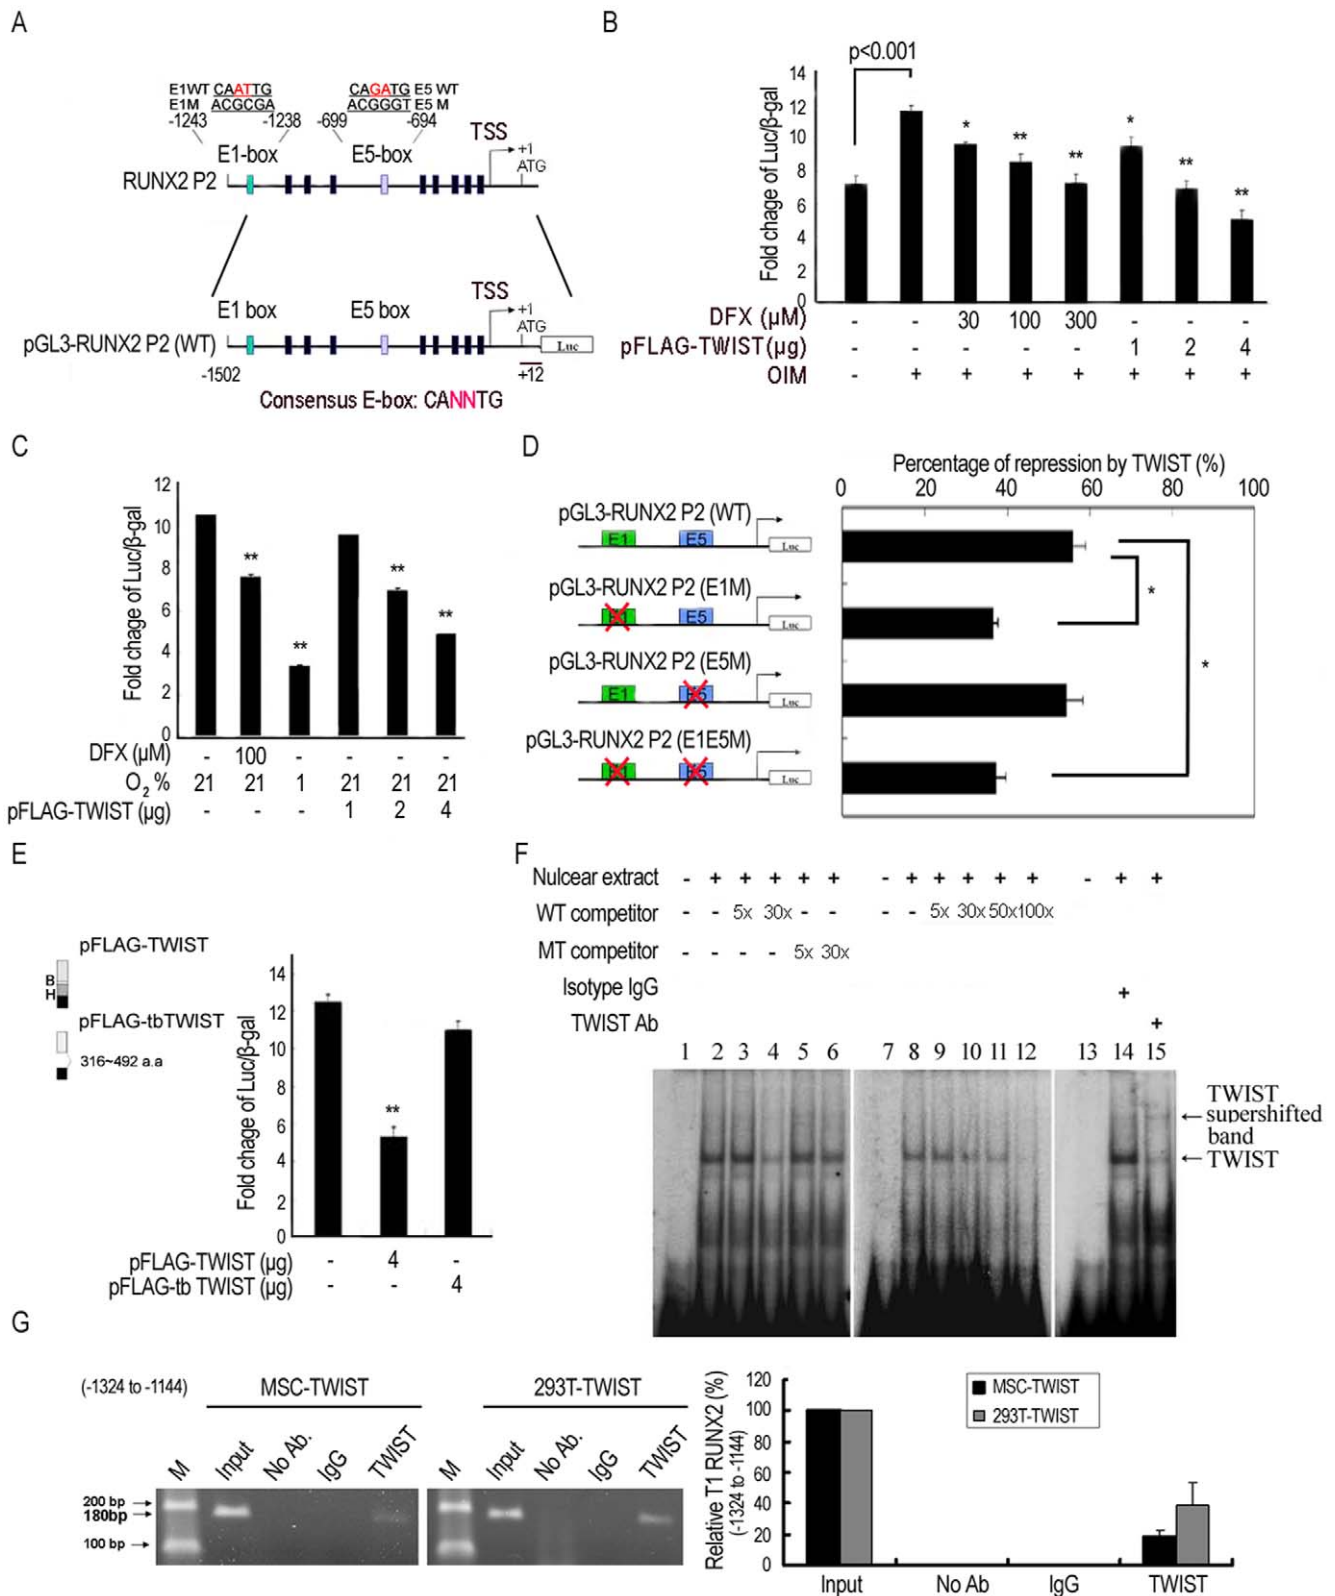 A
E1WT CAATTG CAGATG E5 WT
E1M ACGCGA ACGGGT E5 M
-1243 -1238 -699 -694
TSS
+1
E1-box E5-box ATG
RUNX2 P2
TSS
E1 box E5 box +1
ATG
pGL3-RUNX2 P2 (WT) Luc
-1502 +12
Consensus E-box: CANNTG
B
p<0.001
Fold chage of Luc/β-gal
14
12
10
8
6
4
2
0
* ** ** * ** **
DFX (µM) - - 30 100 300 - - -
pFLAG-TWIST(µg) - - - - - 1 2 4
OIM - + + + + + + +
C
Fold chage of Luc/β-gal
12
10
8
6
4
2
0
** ** ** **
DFX (µM) - 100 - - - -
O2 % 21 21 1 21 21 21
pFLAG-TWIST (µg) - - - 1 2 4
D
Percentage of repression by TWIST (%)
0 20 40 60 80 100
pGL3-RUNX2 P2 (WT)
E1 E5 Luc
pGL3-RUNX2 P2 (E1M)
E5 Luc
pGL3-RUNX2 P2 (E5M)
E1 E5 Luc
pGL3-RUNX2 P2 (E1E5M)
E5 Luc
*
*
E
pFLAG-TWIST
B
H
pFLAG-tbTWIST
316~492 a.a
Fold chage of Luc/β-gal
14
12
10
8
6
4
2
0
**
pFLAG-TWIST (µg) - 4 -
pFLAG-tb TWIST (µg) - - 4
F
Nulcear extract - + + + + + - + + + + + - + +
WT competitor - - 5x 30x - - - - 5x 30x 50x 100x
MT competitor - - - - 5x 30x
Isotype IgG +
TWIST Ab +
1 2 3 4 5 6 7 8 9 10 11 12 13 14 15
TWIST
← supershifted
band
← TWIST
G
(-1324 to -1144) MSC-TWIST 293T-TWIST
M Input No Ab. IgG TWIST M Input No Ab. IgG TWIST
200 bp →
180bp →
100 bp →
Relative T1 RUNX2 (%)
(-1324 to -1144)
120
100
80
60
40
20
0
MSC-TWIST
293T-TWIST
Input No Ab IgG TWIST